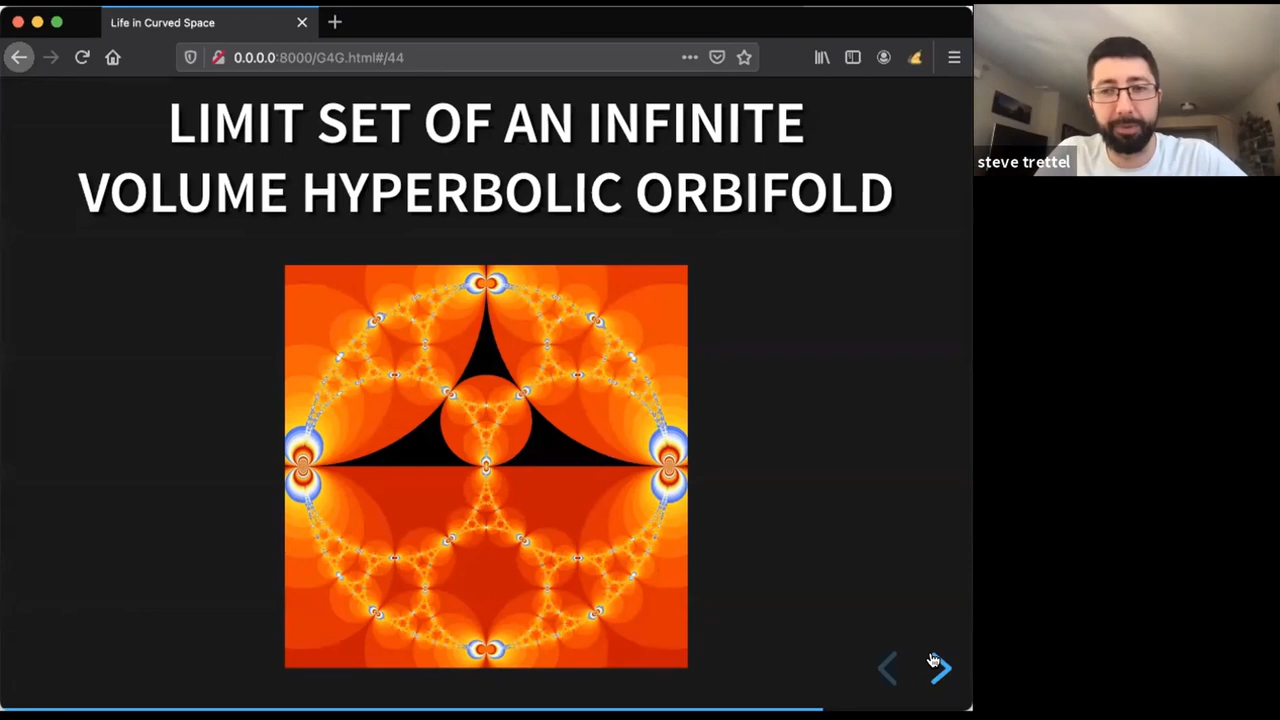 Life in Curved Space
0.0.0.0:8000/G4G.html#/44
LIMIT SET OF AN INFINITE
VOLUME HYPERBOLIC ORBIFOLD
steve trettel